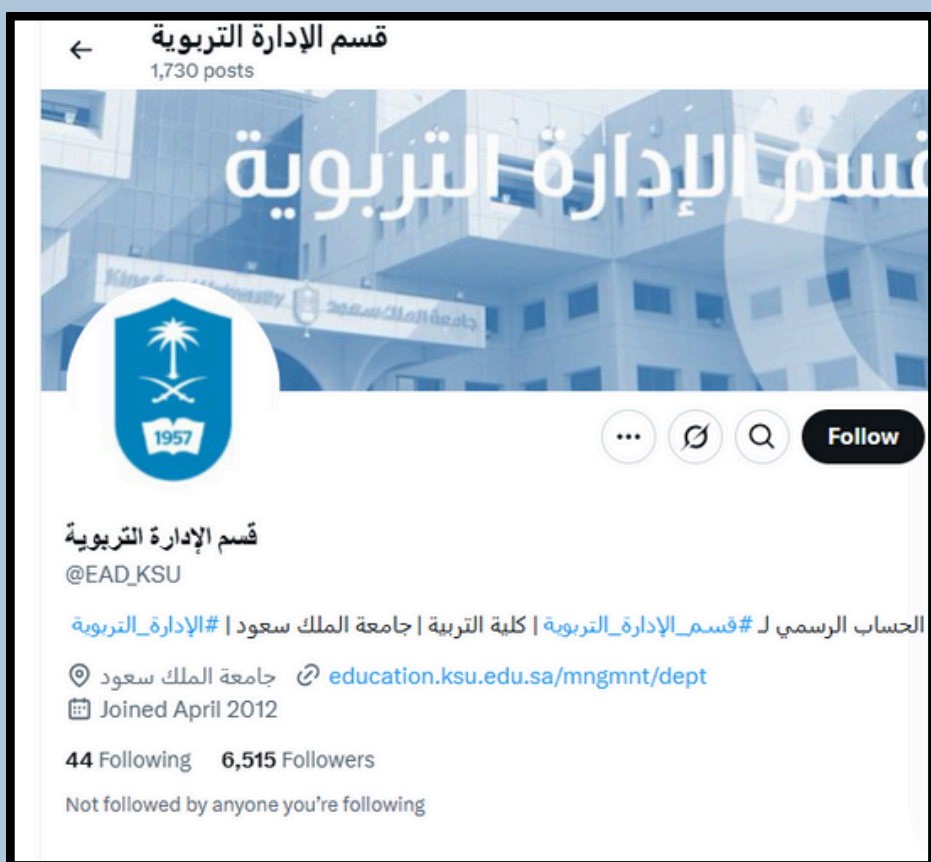 قسم الإدارة التربوية
1,730 posts
قسم الإدارة التربوية
King Saud University جامعة الملك سعود
1957
Follow
قسم الإدارة التربوية
@EAD_KSU
الحساب الرسمي لـ #قسم_الإدارة_التربوية | كلية التربية | جامعة الملك سعود | #الإدارة_التربوية
جامعة الملك سعود education.ksu.edu.sa/mngmnt/dept
Joined April 2012
44 Following 6,515 Followers
Not followed by anyone you’re following